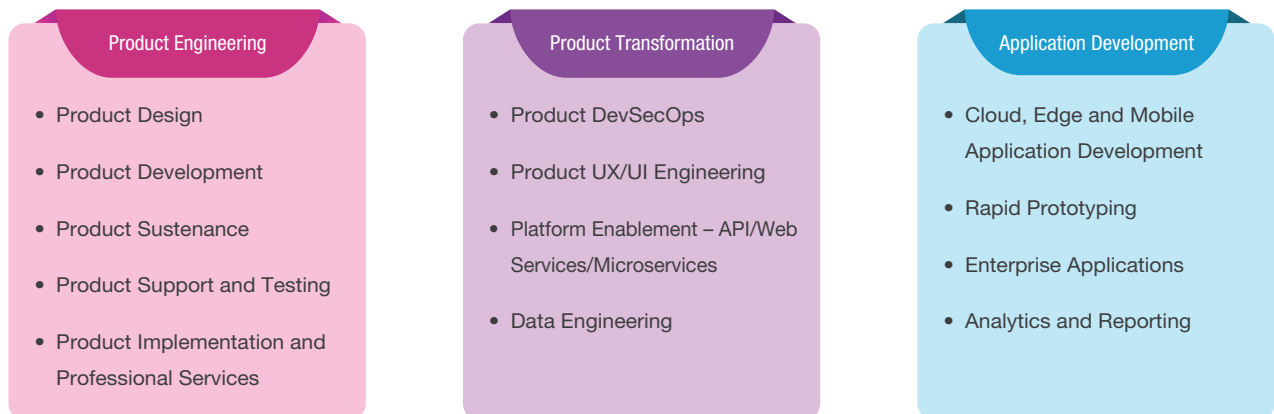 Product Engineering
• Product Design
• Product Development
• Product Sustenance
• Product Support and Testing
• Product Implementation and
Professional Services
Product Transformation
• Product DevSecOps
• Product UX/UI Engineering
• Platform Enablement – API/Web
Services/Microservices
• Data Engineering
Application Development
• Cloud, Edge and Mobile
Application Development
• Rapid Prototyping
• Enterprise Applications
• Analytics and Reporting